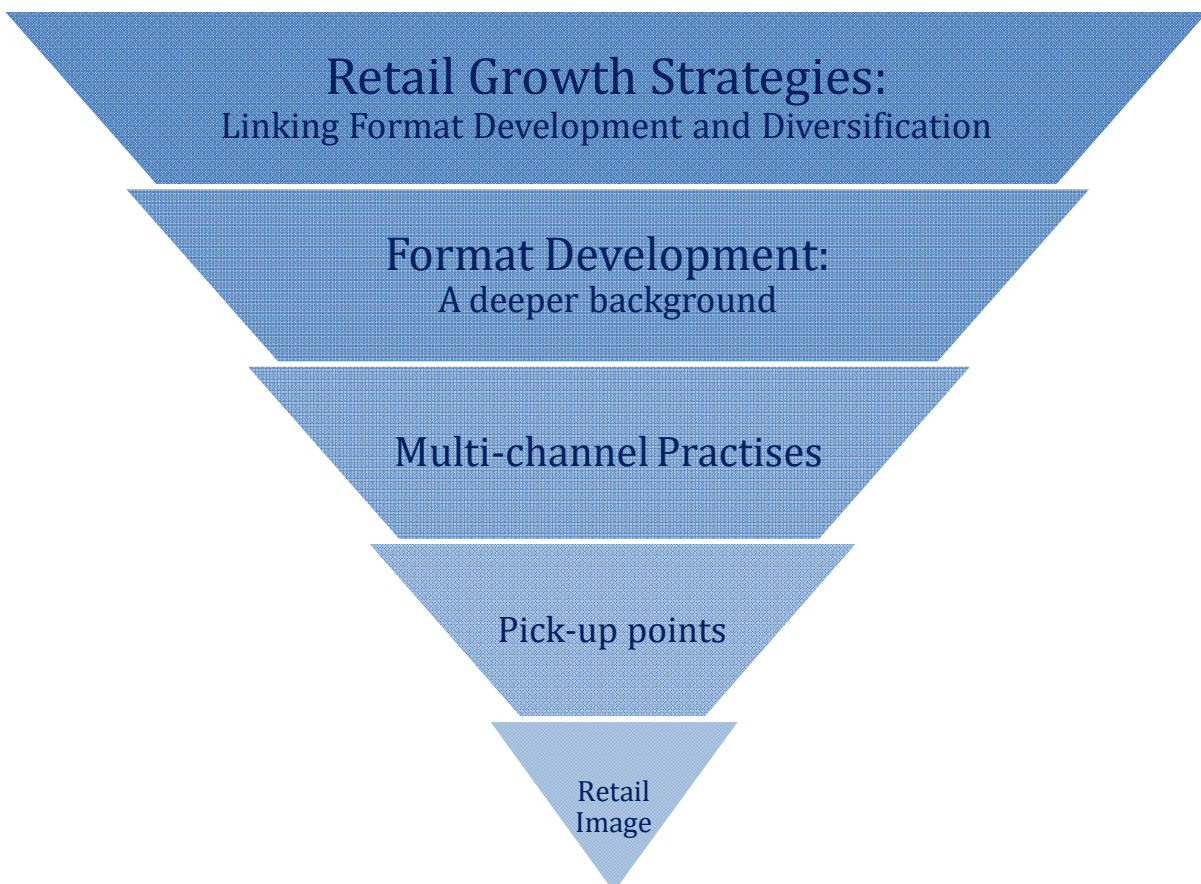 Retail Growth Strategies:
Linking Format Development and Diversification
Format Development:
A deeper background
Multi-channel Practises
Pick-up points
Retail
Image